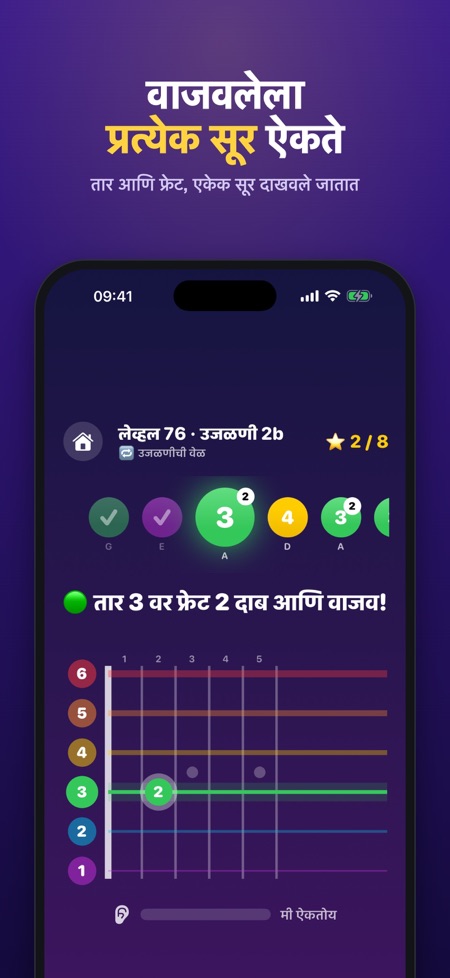 वाजवलेला
प्रत्येक सूर ऐकते
तार आणि फ्रेट, एकेक सूर दाखवले जातात
09:41
लेव्हल 76 · उजळणी 2b
🔁 उजळणीची वेळ
⭐ 2 / 8
3 2 4 3 2
G E A D A
🟢 तार 3 वर फ्रेट 2 दाब आणि वाजव!
1 2 3 4 5
6
5
4
3 2
2
1
मी ऐकतोय